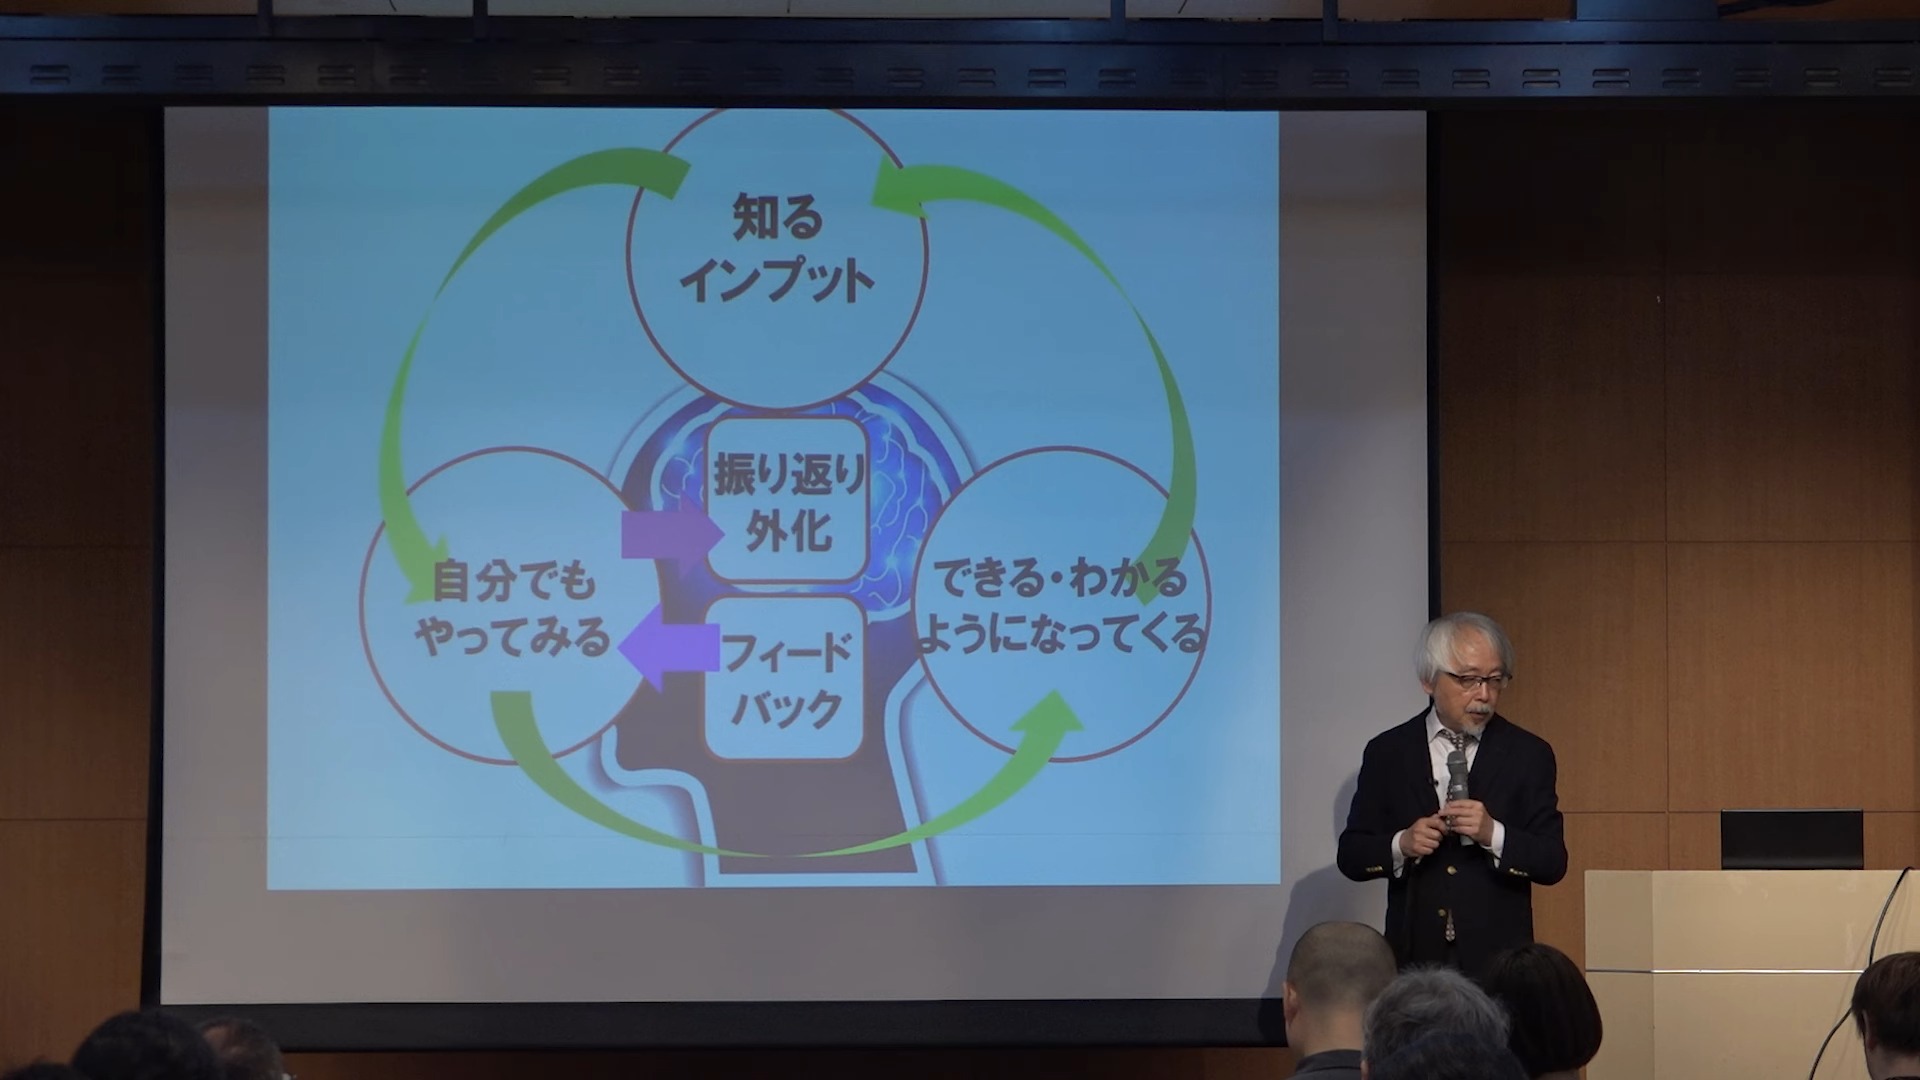 知る
インプット
振り返り
外化
自分でも
やってみる
フィード
バック
できる・わかる
ようになってくる